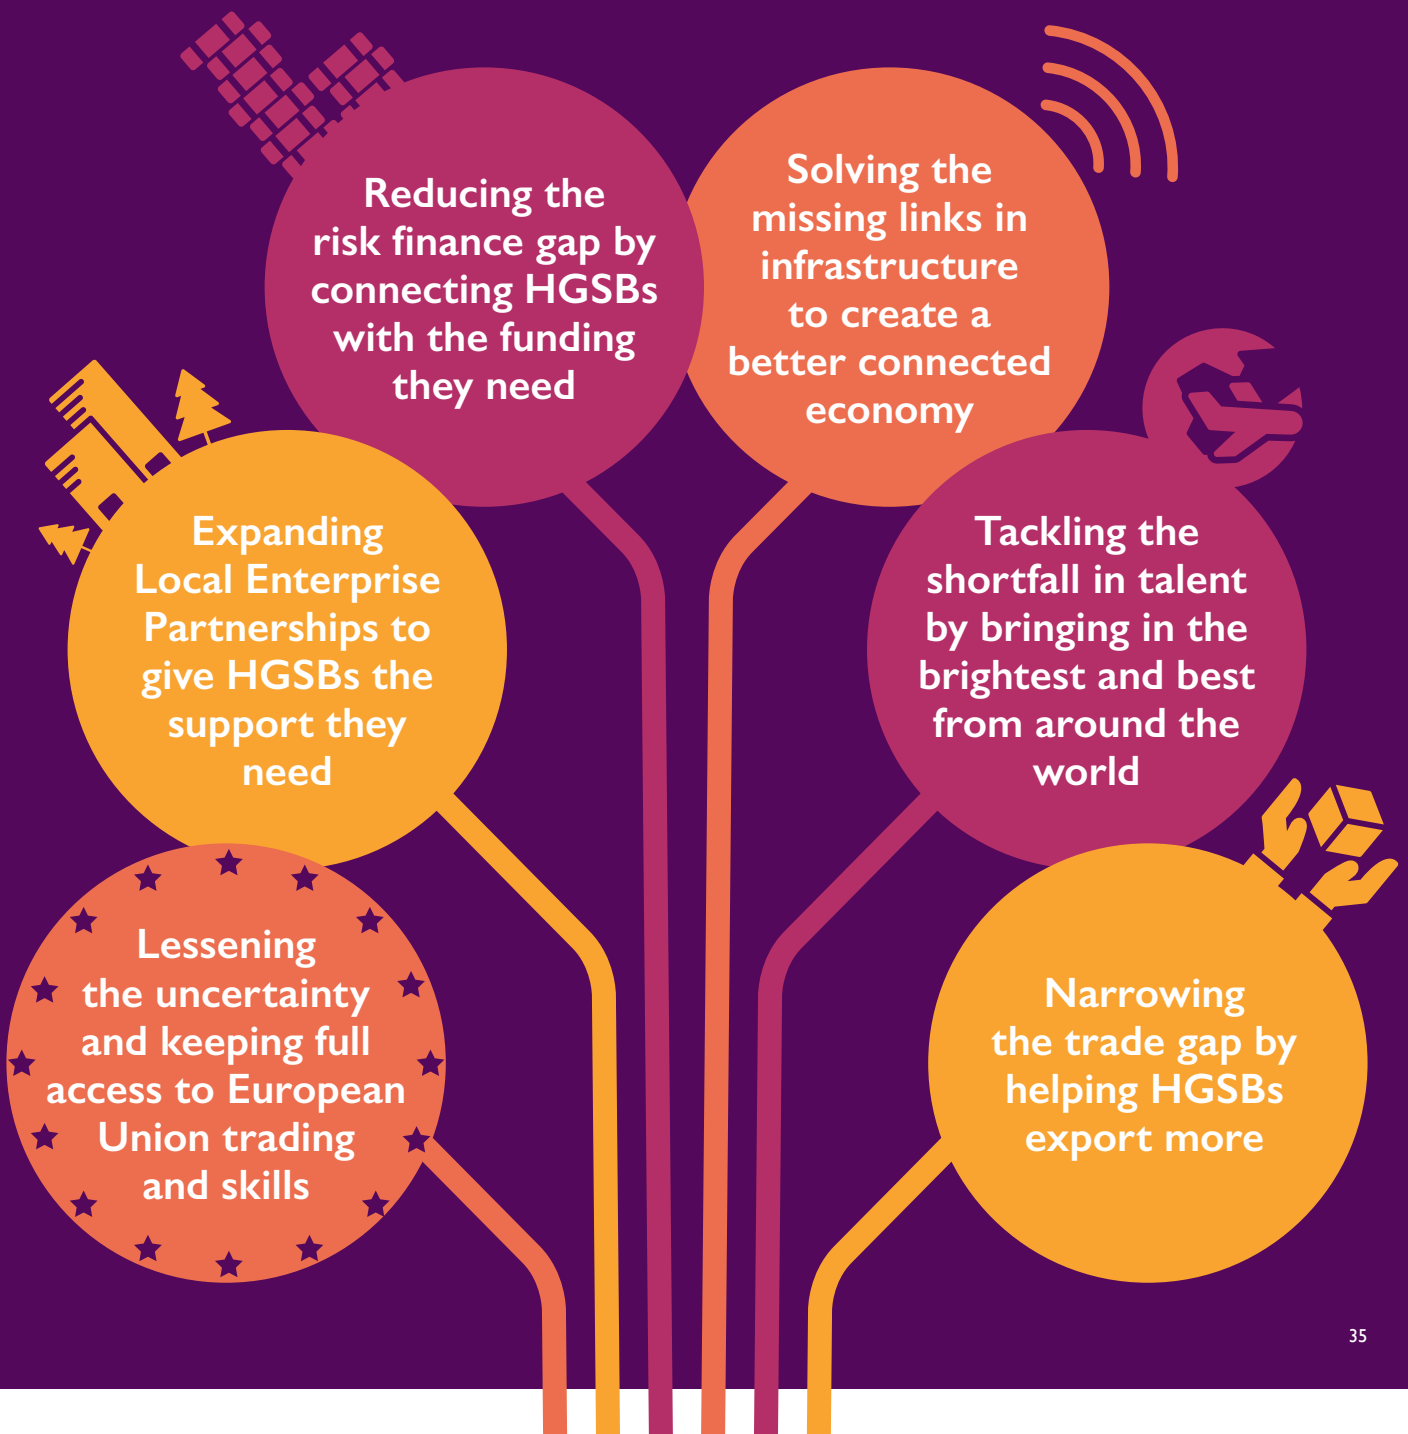 Reducing the
risk finance gap by
connecting HGSBs
with the funding
they need
Solving the
missing links in
infrastructure
to create a
better connected
economy
Expanding
Local Enterprise
Partnerships to
give HGSBs the
support they
need
Tackling the
shortfall in talent
by bringing in the
brightest and best
from around the
world
Lessening
the uncertainty
and keeping full
access to European
Union trading
and skills
Narrowing
the trade gap by
helping HGSBs
export more
35